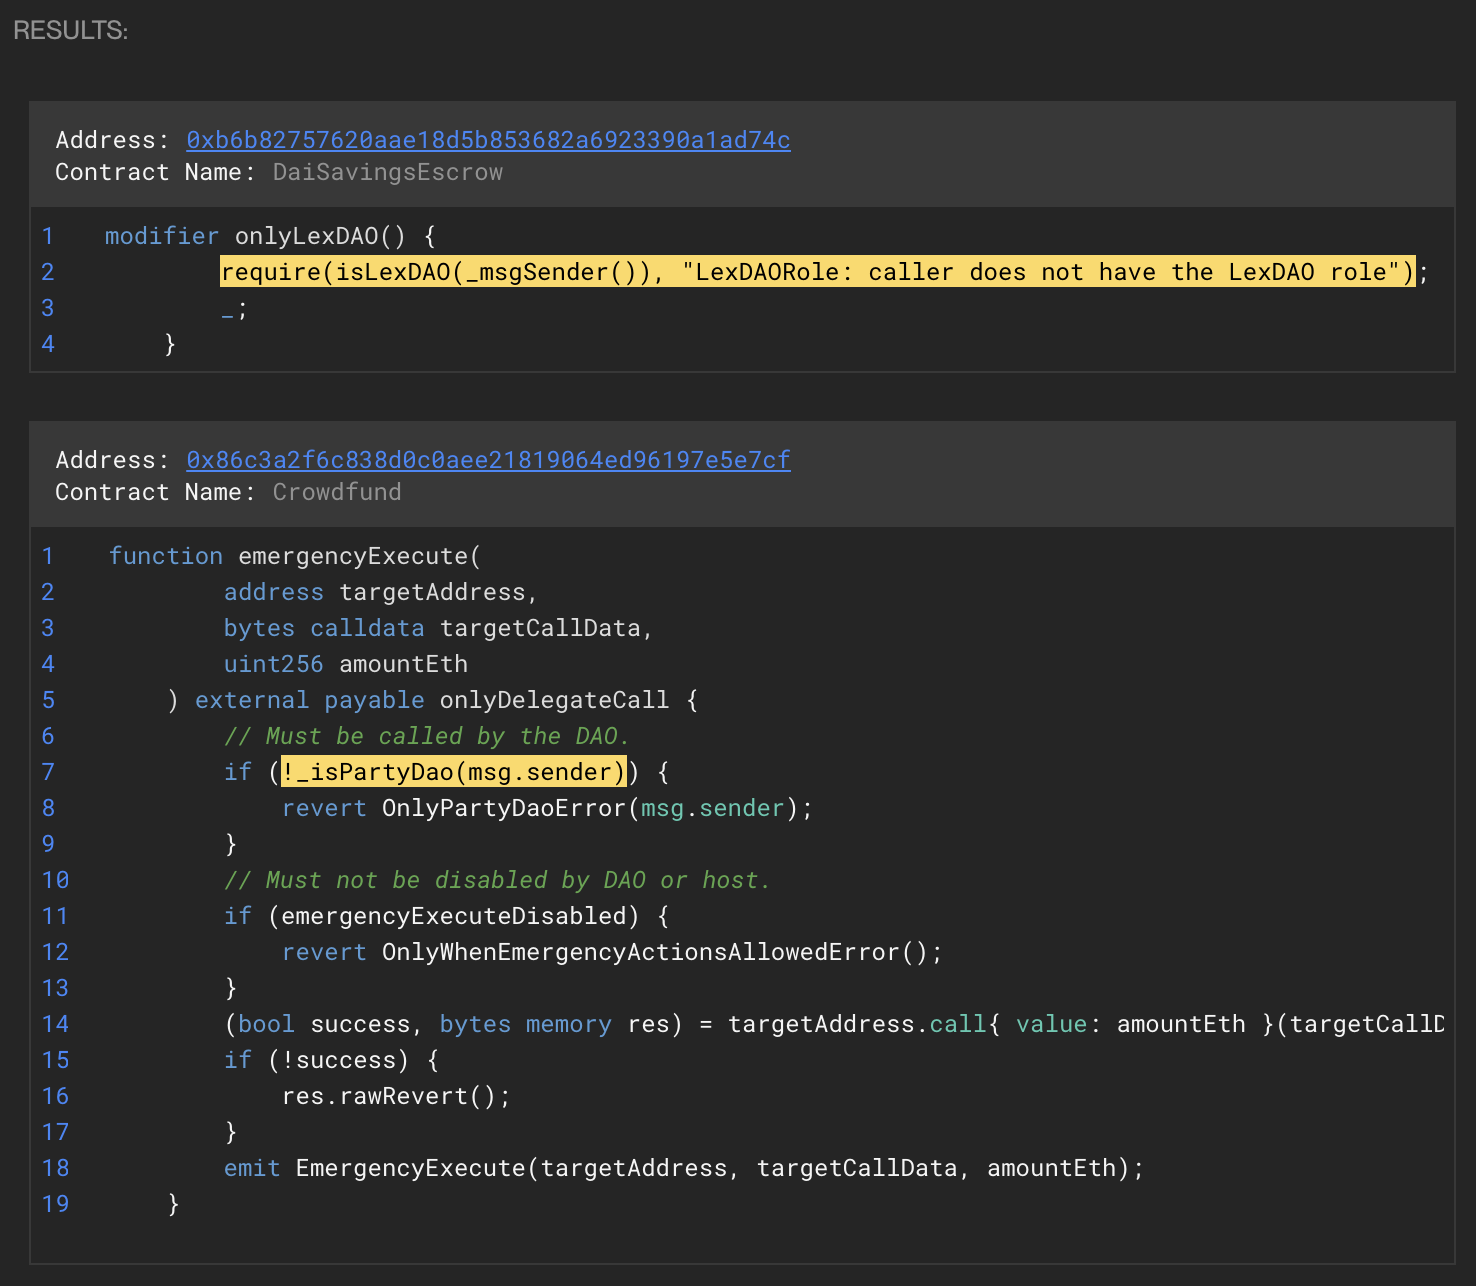 RESULTS:
Address: 0xb6b82757620aae18d5b853682a6923390a1ad74c
Contract Name: DaiSavingsEscrow
1 modifier onlyLexDAO() {
2 require(isLexDAO(_msgSender()), "LexDAORole: caller does not have the LexDAO role");
3 _;
4 }
Address: 0x86c3a2f6c838d0c0aee21819064ed96197e5e7cf
Contract Name: Crowdfund
1 function emergencyExecute(
2 address targetAddress,
3 bytes calldata targetCallData,
4 uint256 amountEth
5 ) external payable onlyDelegateCall {
6 // Must be called by the DAO.
7 if (!_isPartyDao(msg.sender)) {
8 revert OnlyPartyDaoError(msg.sender);
9 }
10 // Must not be disabled by DAO or host.
11 if (emergencyExecuteDisabled) {
12 revert OnlyWhenEmergencyActionsAllowedError();
13 }
14 (bool success, bytes memory res) = targetAddress.call{ value: amountEth }(targetCallD
15 if (!success) {
16 res.rawRevert();
17 }
18 emit EmergencyExecute(targetAddress, targetCallData, amountEth);
19 }